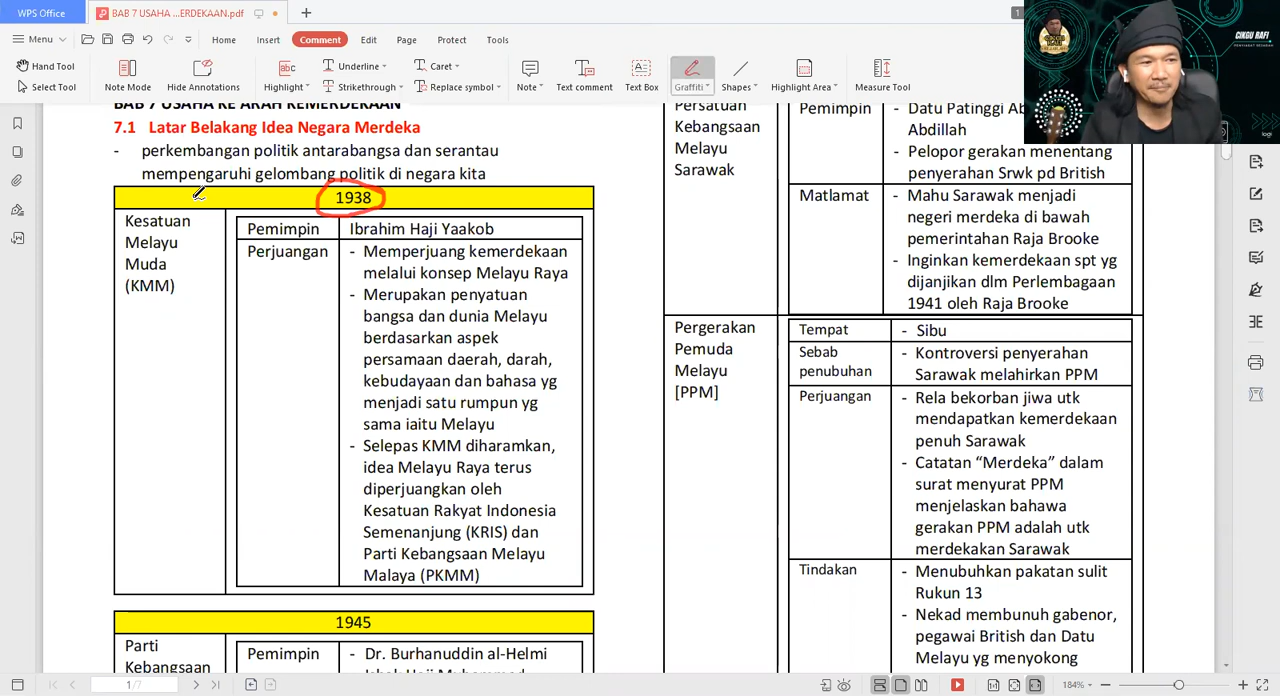 WPS Office
BAB 7 USAHA ...ERDEKAAN.pdf
1
Menu
Home
Insert
Comment
Edit
Page
Protect
Tools
Hand Tool
Select Tool
Note Mode
Hide Annotations
Highlight
Underline
Strikethrough
Caret
Replace symbol
Note
Text comment
Text Box
Graffiti
Shapes
Highlight Area
Measure Tool
CIKGU RAFI
logi
BAB 7 USAHA KE ARAH KEMERDEKAAN
7.1 Latar Belakang Idea Negara Merdeka
- perkembangan politik antarabangsa dan serantau
mempengaruhi gelombang politik di negara kita
1938
Kesatuan
Melayu
Muda
(KMM)
Pemimpin
Ibrahim Haji Yaakob
Perjuangan
- Memperjuang kemerdekaan
melalui konsep Melayu Raya
- Merupakan penyatuan
bangsa dan dunia Melayu
berdasarkan aspek
persamaan daerah, darah,
kebudayaan dan bahasa yg
menjadi satu rumpun yg
sama iaitu Melayu
- Selepas KMM diharamkan,
idea Melayu Raya terus
diperjuangkan oleh
Kesatuan Rakyat Indonesia
Semenanjung (KRIS) dan
Parti Kebangsaan Melayu
Malaya (PKMM)
1945
Parti
Kebangsaan
Pemimpin
- Dr. Burhanuddin al-Helmi
Persatuan
Kebangsaan
Melayu
Sarawak
Pemimpin
- Datu Patinggi
Abdillah
- Pelopor gerakan menentang
penyerahan Srwk pd British
Matlamat
- Mahu Sarawak menjadi
negeri merdeka di bawah
pemerintahan Raja Brooke
- Inginkan kemerdekaan spt yg
dijanjikan dlm Perlembagaan
1941 oleh Raja Brooke
Pergerakan
Pemuda
Melayu
[PPM]
Tempat
- Sibu
Sebab
penubuhan
- Kontroversi penyerahan
Sarawak melahirkan PPM
Perjuangan
- Rela bekorban jiwa utk
mendapatkan kemerdekaan
penuh Sarawak
- Catatan “Merdeka” dalam
surat menyurat PPM
menjelaskan bahawa
gerakan PPM adalah utk
merdekakan Sarawak
Tindakan
- Menubuhkan pakatan sulit
Rukun 13
- Nekad membunuh gabenor,
pegawai British dan Datu
Melayu yg menyokong
1/7
184%